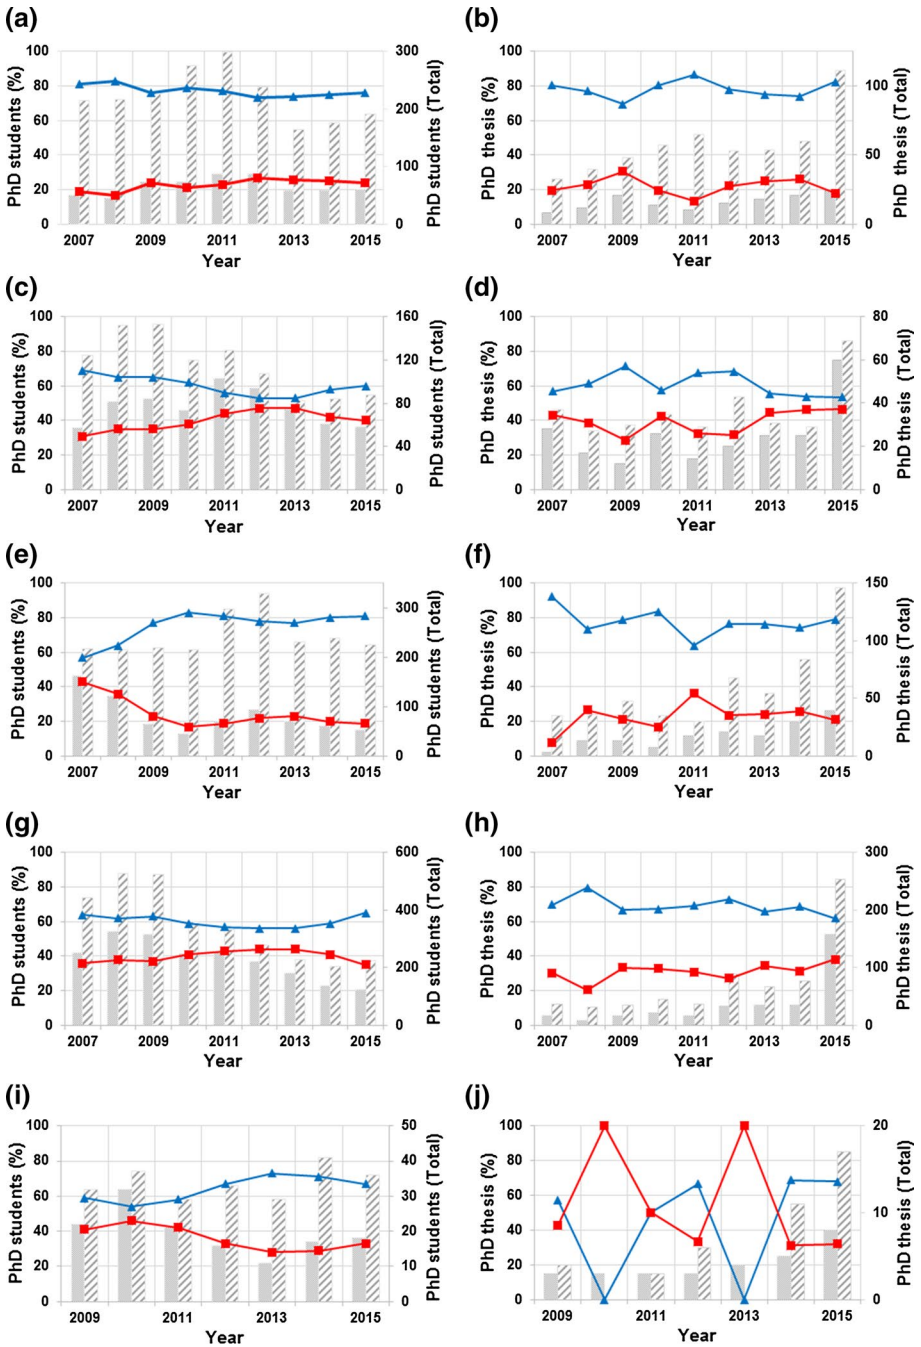 (a)
PhD students (%)
100
80
60
40
20
0
300
200
100
0
PhD students (Total)
2007 2009 2011 2013 2015
Year
(b)
PhD thesis (%)
100
80
60
40
20
0
100
50
0
PhD thesis (Total)
2007 2009 2011 2013 2015
Year
(c)
PhD students (%)
100
80
60
40
20
0
160
120
80
40
0
PhD students (Total)
2007 2009 2011 2013 2015
Year
(d)
PhD thesis (%)
100
80
60
40
20
0
80
60
40
20
0
PhD thesis (Total)
2007 2009 2011 2013 2015
Year
(e)
PhD students (%)
100
80
60
40
20
0
300
200
100
0
PhD students (Total)
2007 2009 2011 2013 2015
Year
(f)
PhD thesis (%)
100
80
60
40
20
0
150
100
50
0
PhD thesis (Total)
2007 2009 2011 2013 2015
Year
(g)
PhD students (%)
100
80
60
40
20
0
600
400
200
0
PhD students (Total)
2007 2009 2011 2013 2015
Year
(h)
PhD thesis (%)
100
80
60
40
20
0
300
200
100
0
PhD thesis (Total)
2007 2009 2011 2013 2015
Year
(i)
PhD students (%)
100
80
60
40
20
0
50
40
30
20
10
0
PhD students (Total)
2009 2011 2013 2015
Year
(j)
PhD thesis (%)
100
80
60
40
20
0
20
10
0
PhD thesis (Total)
2009 2011 2013 2015
Year